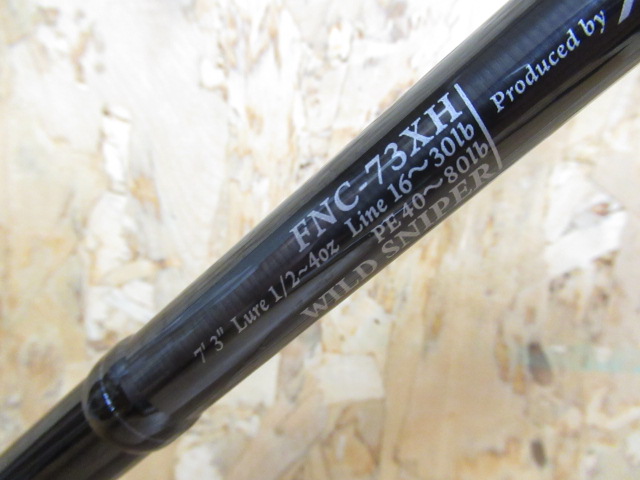 FNC-73XH
7' 3" Lure 1/2~4oz Line 16~30lb
PE 40~80lb
WILD SNIPER
Produced by